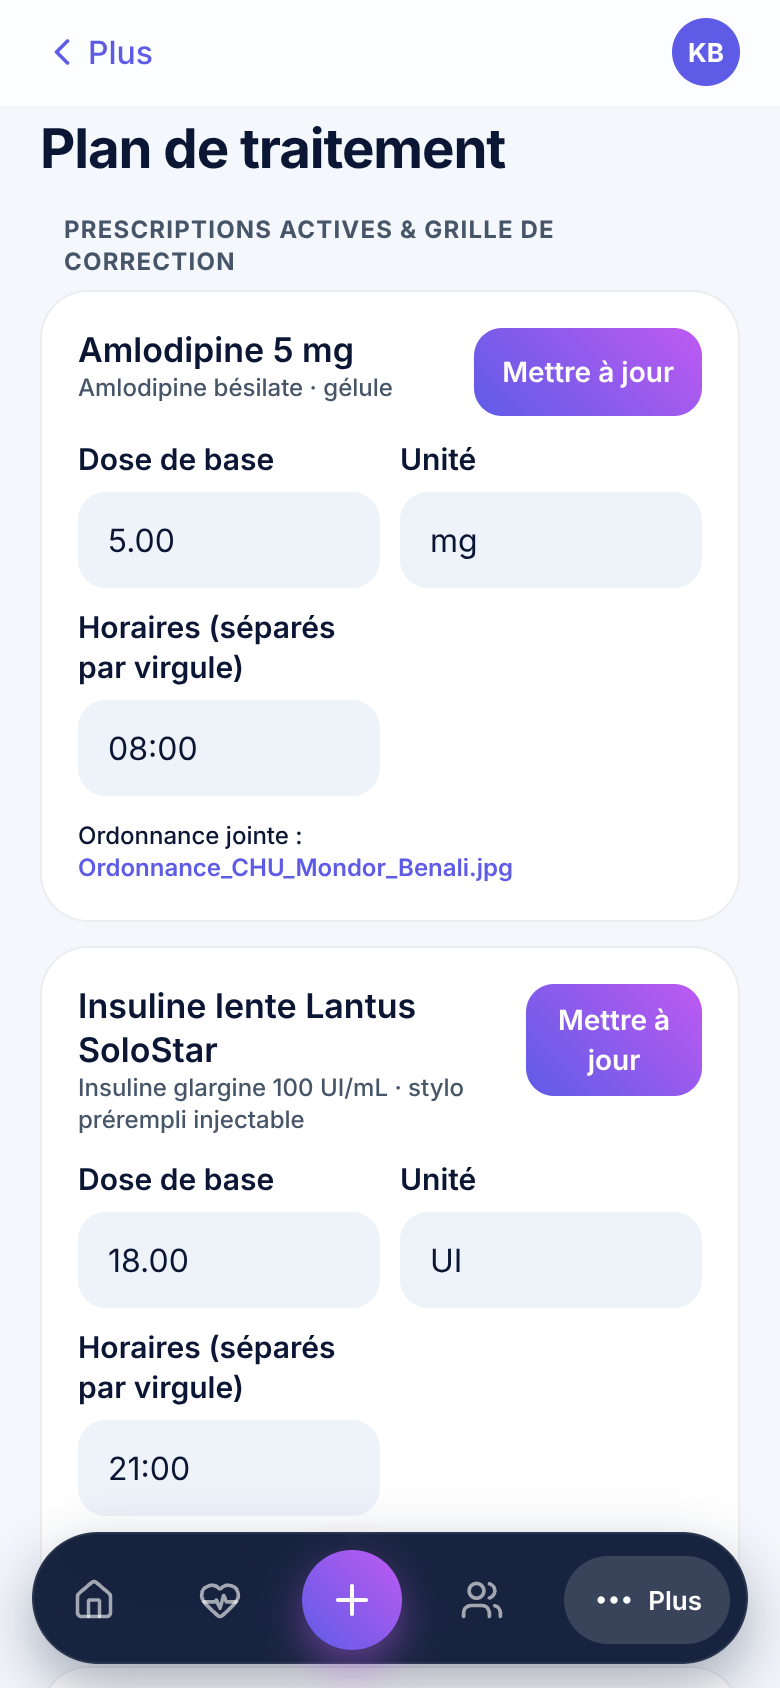 Plus
KB
Plan de traitement
PRESCRIPTIONS ACTIVES & GRILLE DE
CORRECTION
Amlodipine 5 mg
Amlodipine bésilate · gélule
Mettre à jour
Dose de base
Unité
5.00
mg
Horaires (séparés
par virgule)
08:00
Ordonnance jointe :
Ordonnance_CHU_Mondor_Benali.jpg
Insuline lente Lantus
SoloStar
Insuline glargine 100 UI/mL · stylo
prérempli injectable
Mettre à
jour
Dose de base
Unité
18.00
UI
Horaires (séparés
par virgule)
21:00
Plus